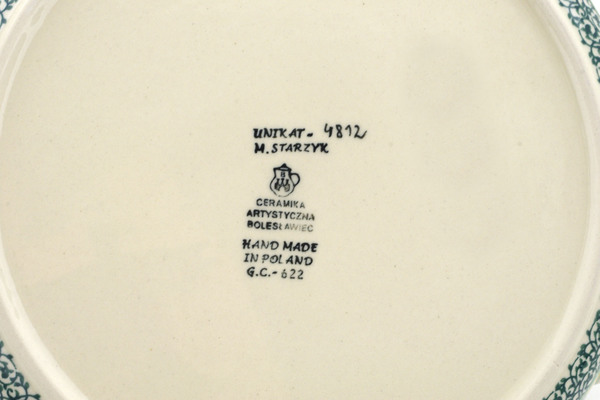 UNIKAT- 4812
M. STARZYK
CERAMIKA
ARTYSTYCZNA
BOLESŁAWIEC
HAND MADE
IN POLAND
G.C.- 622